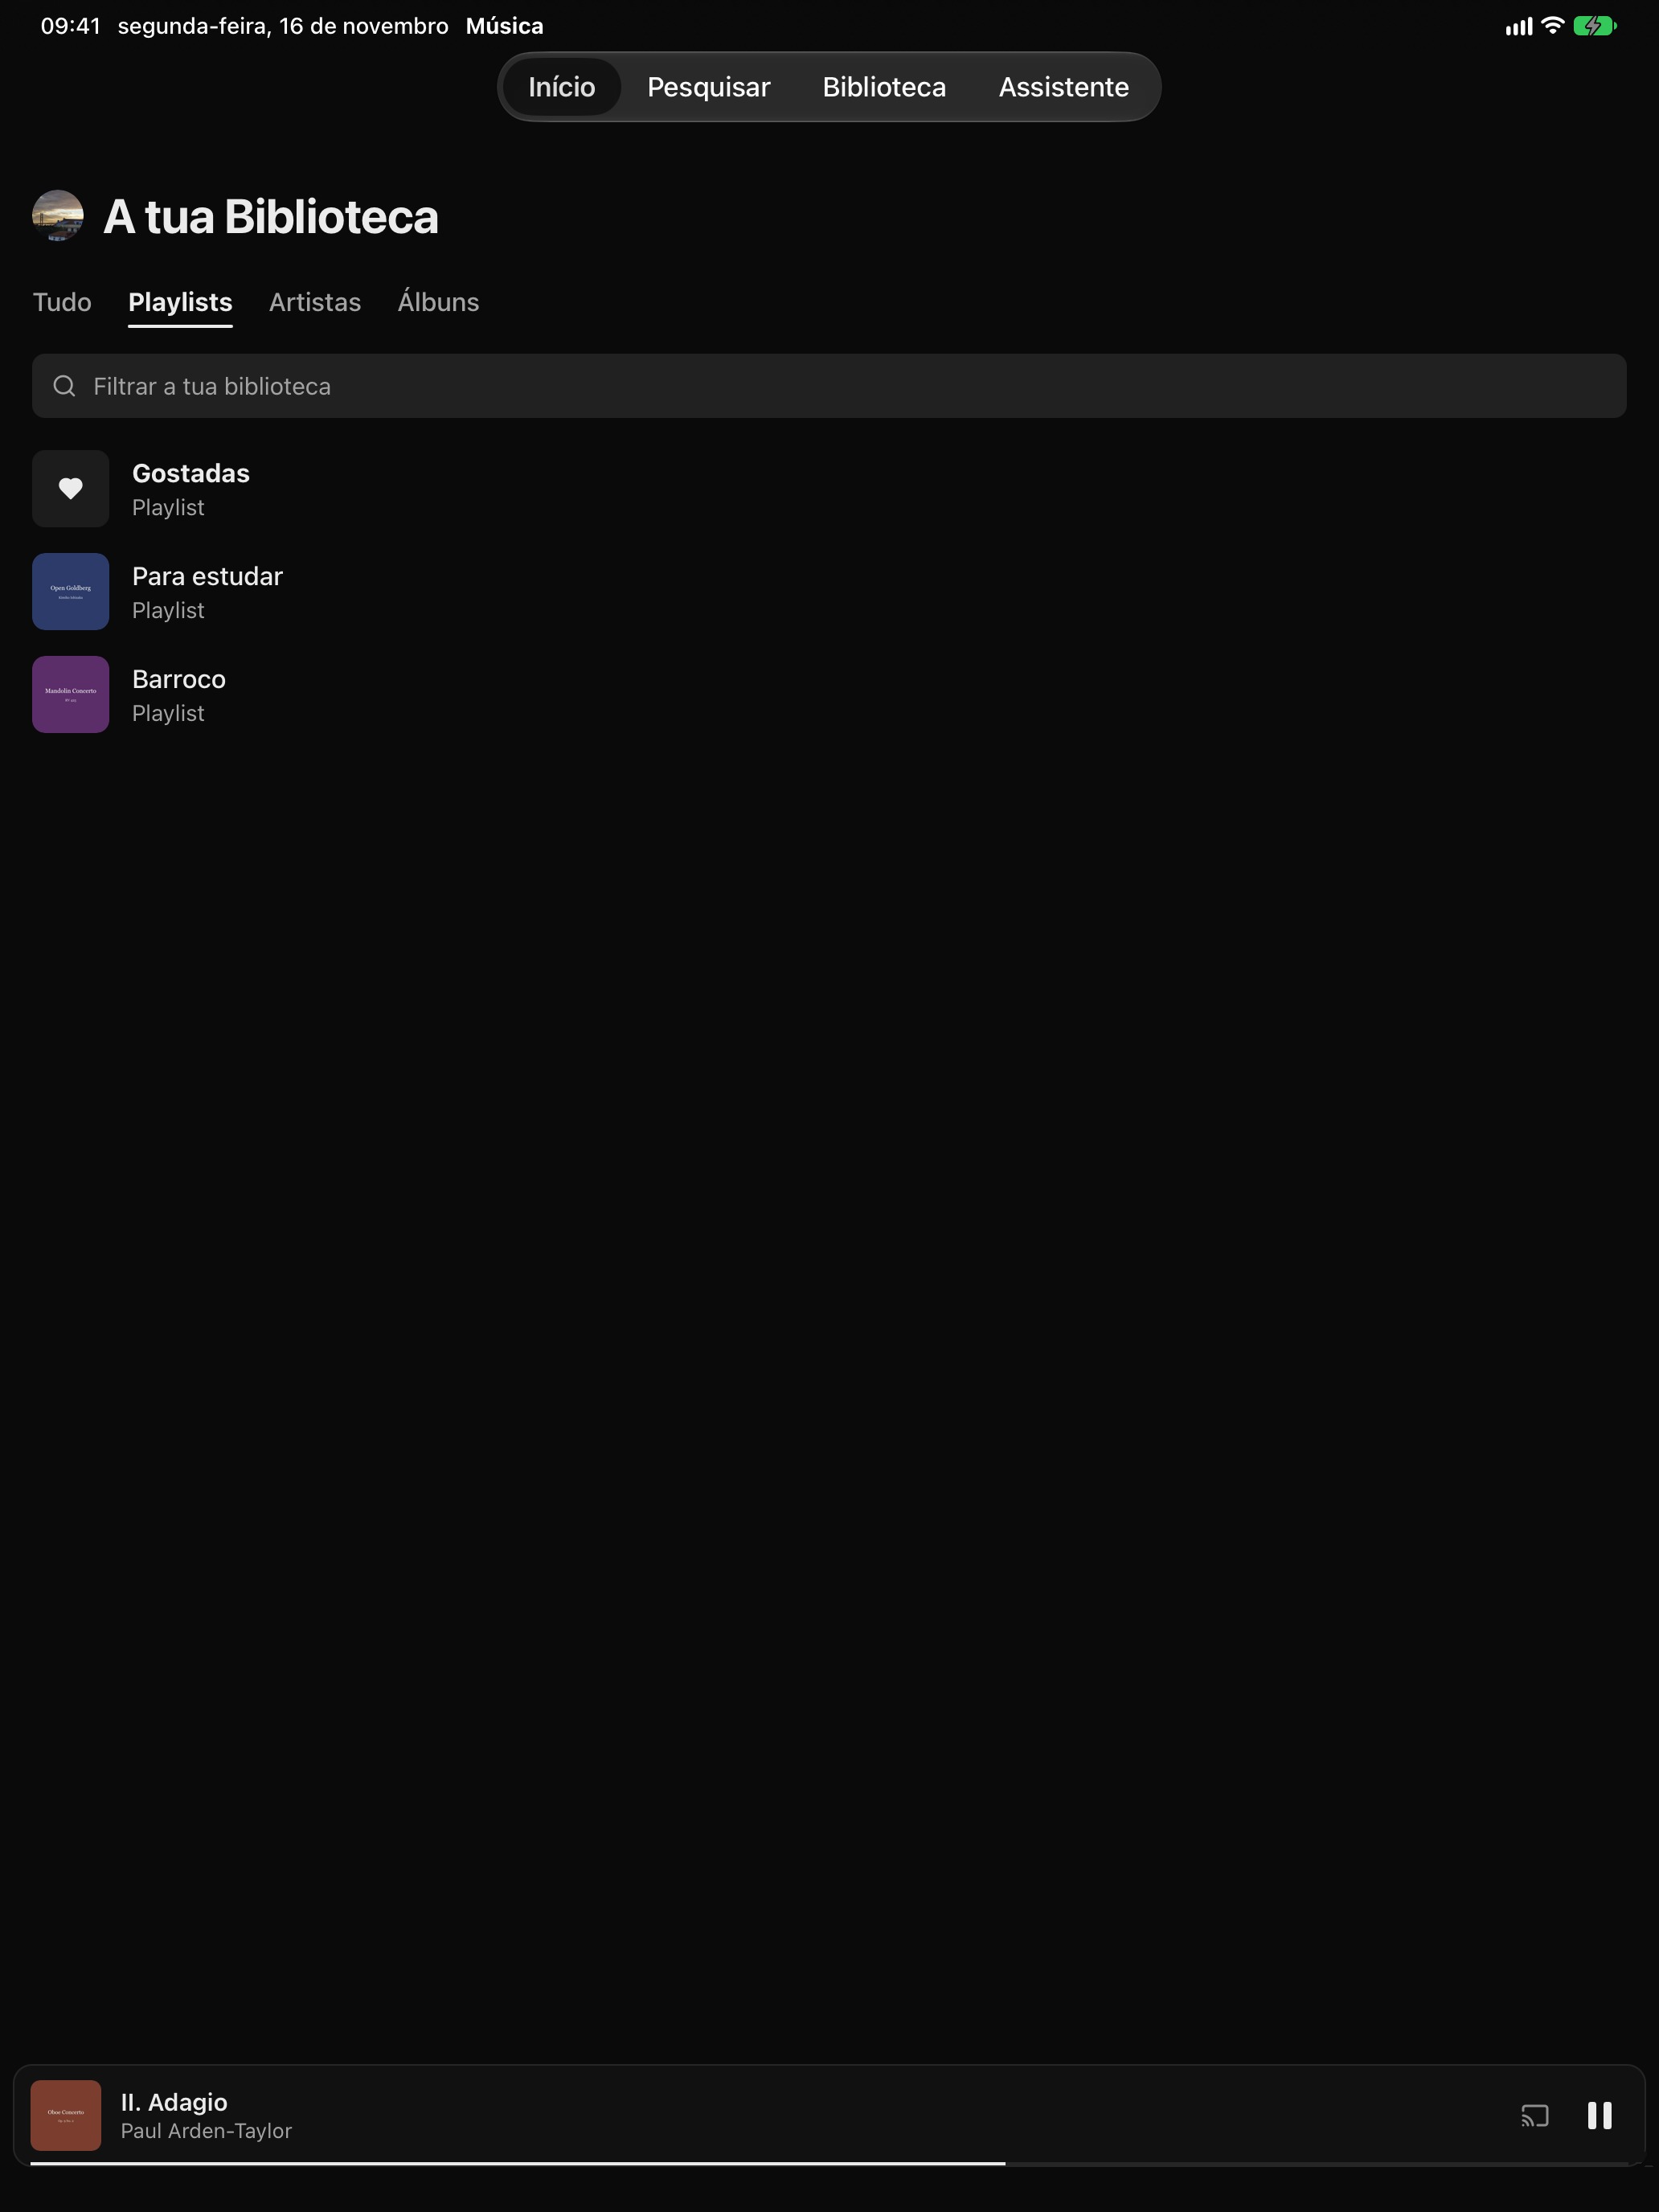 09:41 segunda-feira, 16 de novembro Música
Início Pesquisar Biblioteca Assistente
A tua Biblioteca
Tudo Playlists Artistas Álbuns
Filtrar a tua biblioteca
Gostadas
Playlist
Open Goldberg
Para estudar
Playlist
Mandolin Concerto
Barroco
Playlist
Oboe Concerto
II. Adagio
Paul Arden-Taylor